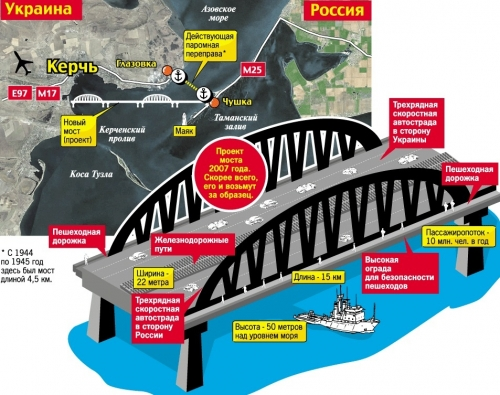 Украина
Азовское
море
Россия
Действующая
паромная
переправа*
Глазовка
Керчь
М25
Е97
М17
Чушка
Новый
мост
(проект)
Маяк
Керченский
пролив
Таманский
залив
Коса Тузла
Проект
моста
2007 года.
Скорее всего,
его и возьмут
за образец.
Трехрядная
скоростная
автострада
в сторону
Украины
Пешеходная
дорожка
Пешеходная
дорожка
Пассажиропоток -
10 млн. чел. в год
Железнодорожные
пути
* С 1944
по 1945 год
здесь был мост
длиной 4,5 км.
Ширина -
22 метра
Длина - 15 км
Высокая
ограда
для безопасности
пешеходов
Трехрядная
скоростная
автострада
в сторону
России
Высота - 50 метров
над уровнем моря